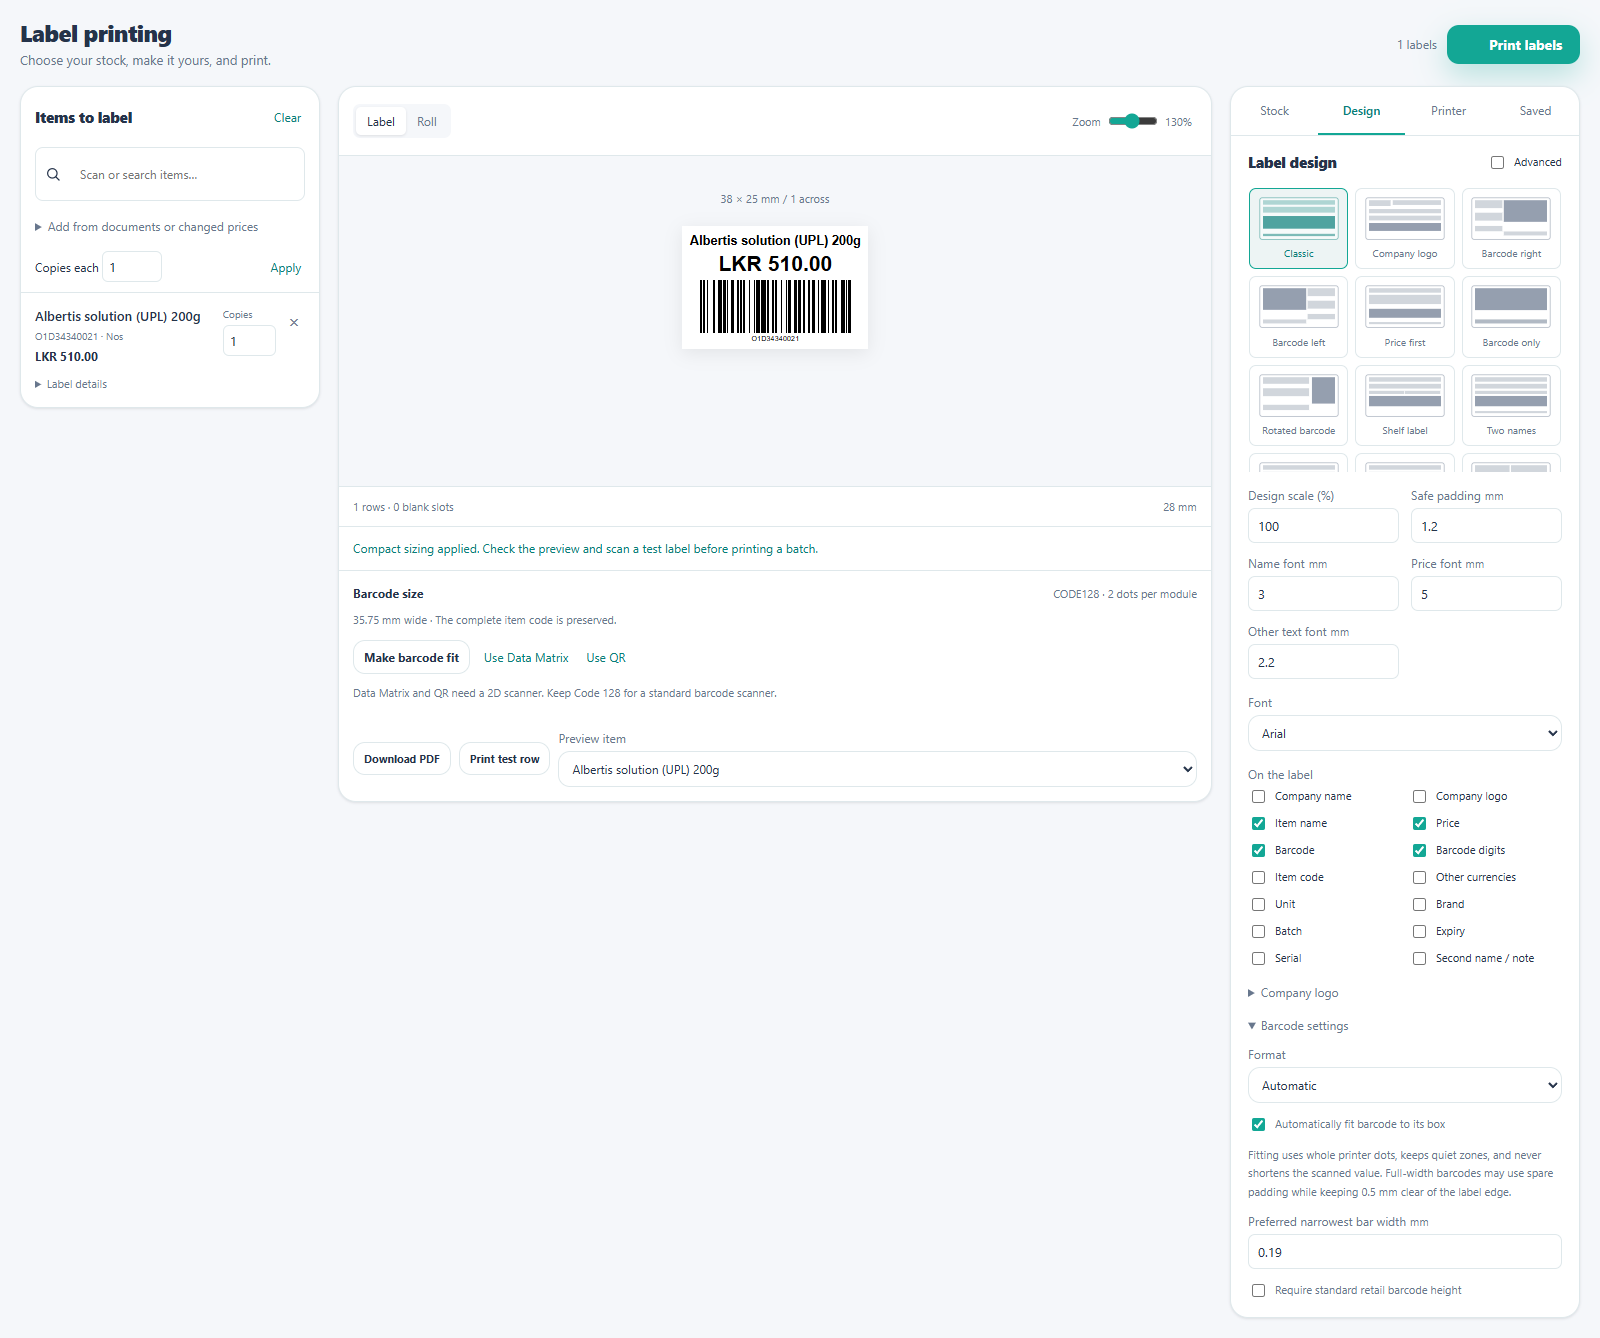 Label printing
Choose your stock, make it yours, and print.
1 labels
Print labels
Items to label
Clear
Scan or search items...
Add from documents or changed prices
Copies each
1
Apply
Albertis solution (UPL) 200g
O1D34340021 · Nos
LKR 510.00
Copies
1
×
Label details
Label
Roll
Zoom
130%
38 × 25 mm / 1 across
Albertis solution (UPL) 200g
LKR 510.00
O1D34340021
1 rows · 0 blank slots
28 mm
Compact sizing applied. Check the preview and scan a test label before printing a batch.
Barcode size
CODE128 · 2 dots per module
35.75 mm wide · The complete item code is preserved.
Make barcode fit
Use Data Matrix
Use QR
Data Matrix and QR need a 2D scanner. Keep Code 128 for a standard barcode scanner.
Download PDF
Print test row
Preview item
Albertis solution (UPL) 200g
Stock
Design
Printer
Saved
Label design
Advanced
Classic
Company logo
Barcode right
Barcode left
Price first
Barcode only
Rotated barcode
Shelf label
Two names
Design scale (%)
Safe padding mm
100
1.2
Name font mm
Price font mm
3
5
Other text font mm
2.2
Font
Arial
On the label
Company name
Company logo
Item name
Price
Barcode
Barcode digits
Item code
Other currencies
Unit
Brand
Batch
Expiry
Serial
Second name / note
Company logo
Barcode settings
Format
Automatic
Automatically fit barcode to its box
Fitting uses whole printer dots, keeps quiet zones, and never
shortens the scanned value. Full-width barcodes may use spare
padding while keeping 0.5 mm clear of the label edge.
Preferred narrowest bar width mm
0.19
Require standard retail barcode height